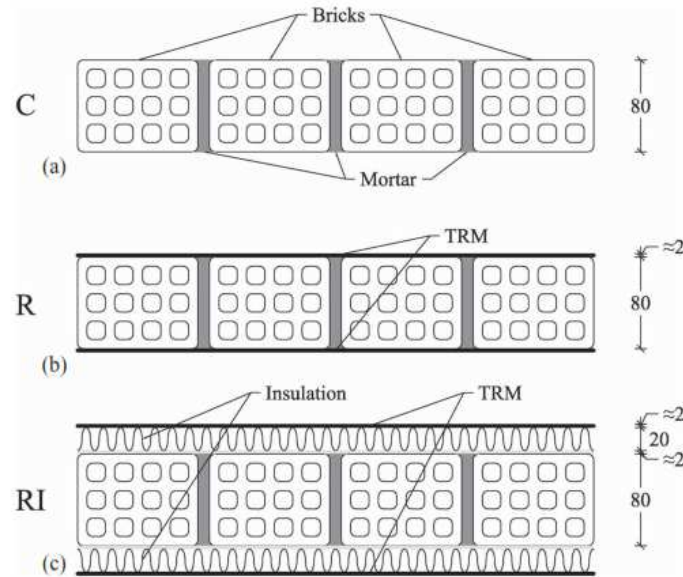 Bricks
C
80
(a)
Mortar
TRM
≈2
R
80
(b)
Insulation
TRM
≈2
20
≈2
RI
80
(c)